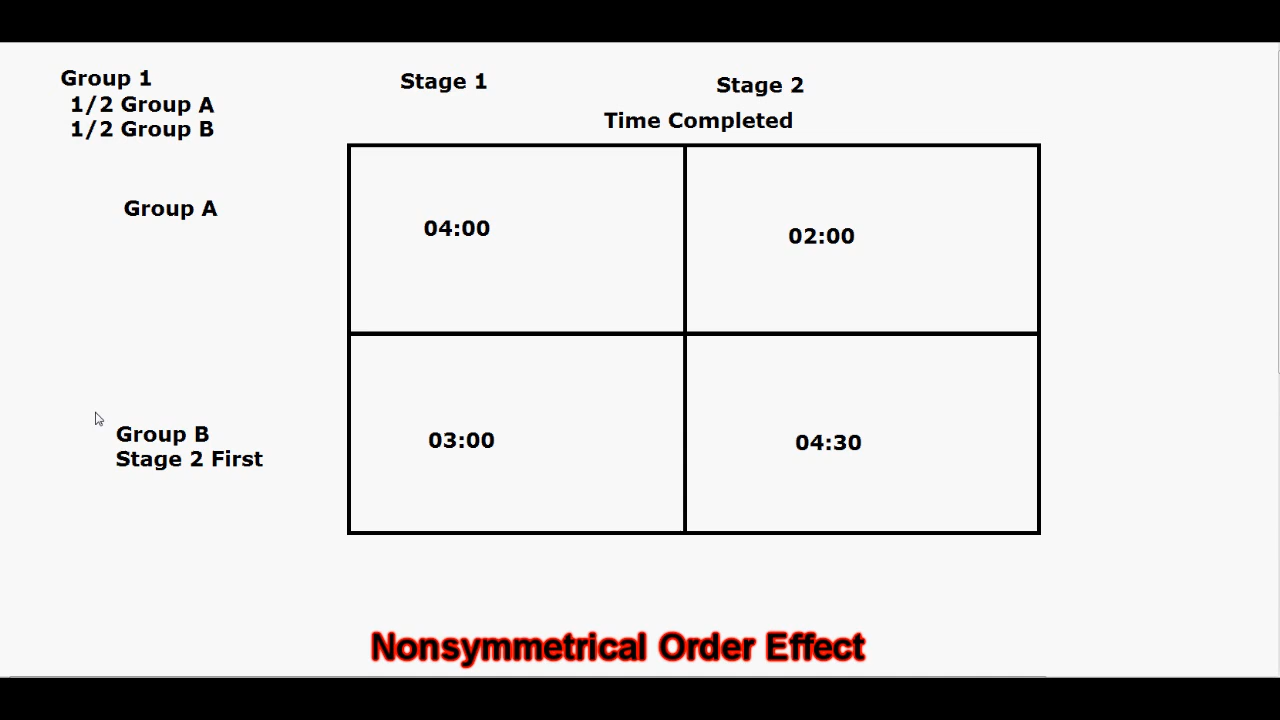 Group 1
1/2 Group A
1/2 Group B
Stage 1
Stage 2
Time Completed
Group A
04:00
02:00
Group B
Stage 2 First
03:00
04:30
Nonsymmetrical Order Effect